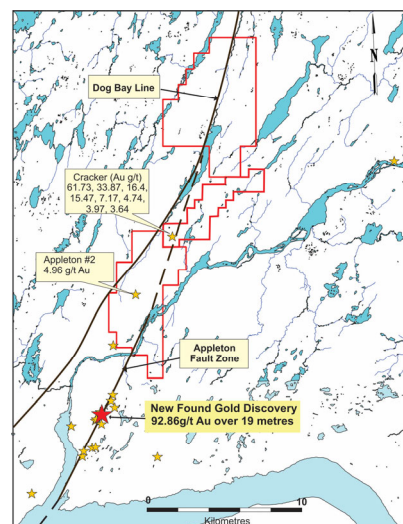 N
Dog Bay Line
Cracker (Au g/t)
61.73, 33.87, 16.4,
15.47, 7.17, 4.74,
3.97, 3.64
Appleton #2
4.96 g/t Au
Appleton
Fault Zone
New Found Gold Discovery
92.86g/t Au over 19 metres
0 10
Kilometres